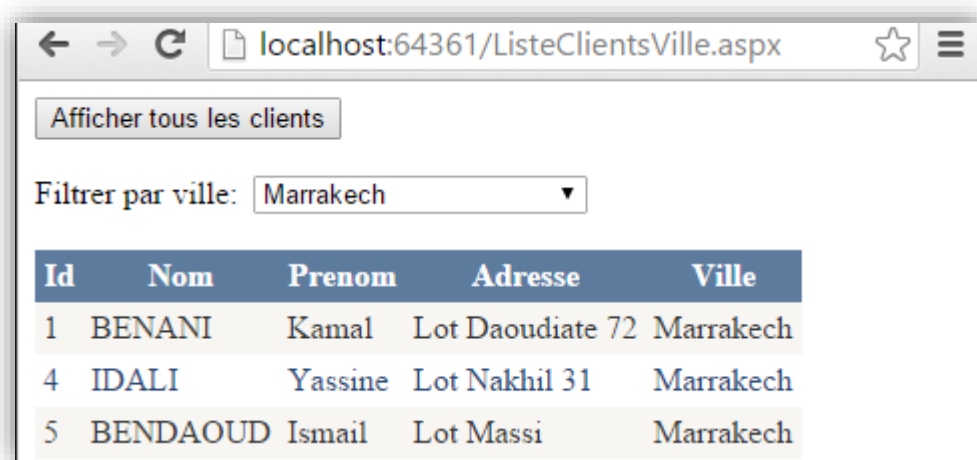 localhost:64361/ListeClientsVille.aspx
Afficher tous les clients
Filtrer par ville: Marrakech
Id Nom Prenom Adresse Ville
1 BENANI Kamal Lot Daoudiate 72 Marrakech
4 IDALI Yassine Lot Nakhil 31 Marrakech
5 BENDAOUD Ismail Lot Massi Marrakech